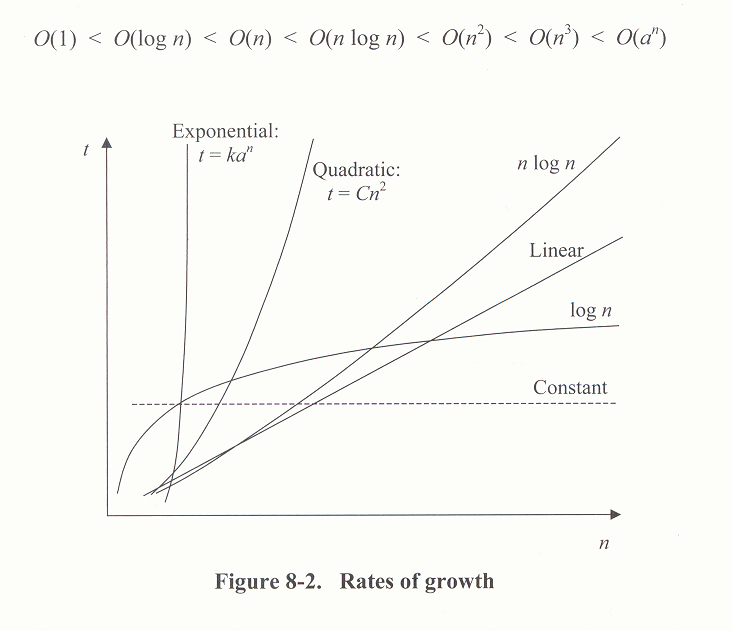 O(1) < O(log n) < O(n) < O(n log n) < O(n²) < O(n³) < O(aⁿ)
Exponential:
t
t = kaⁿ
Quadratic:
t = Cn²
n log n
Linear
log n
Constant
n
Figure 8-2. Rates of growth